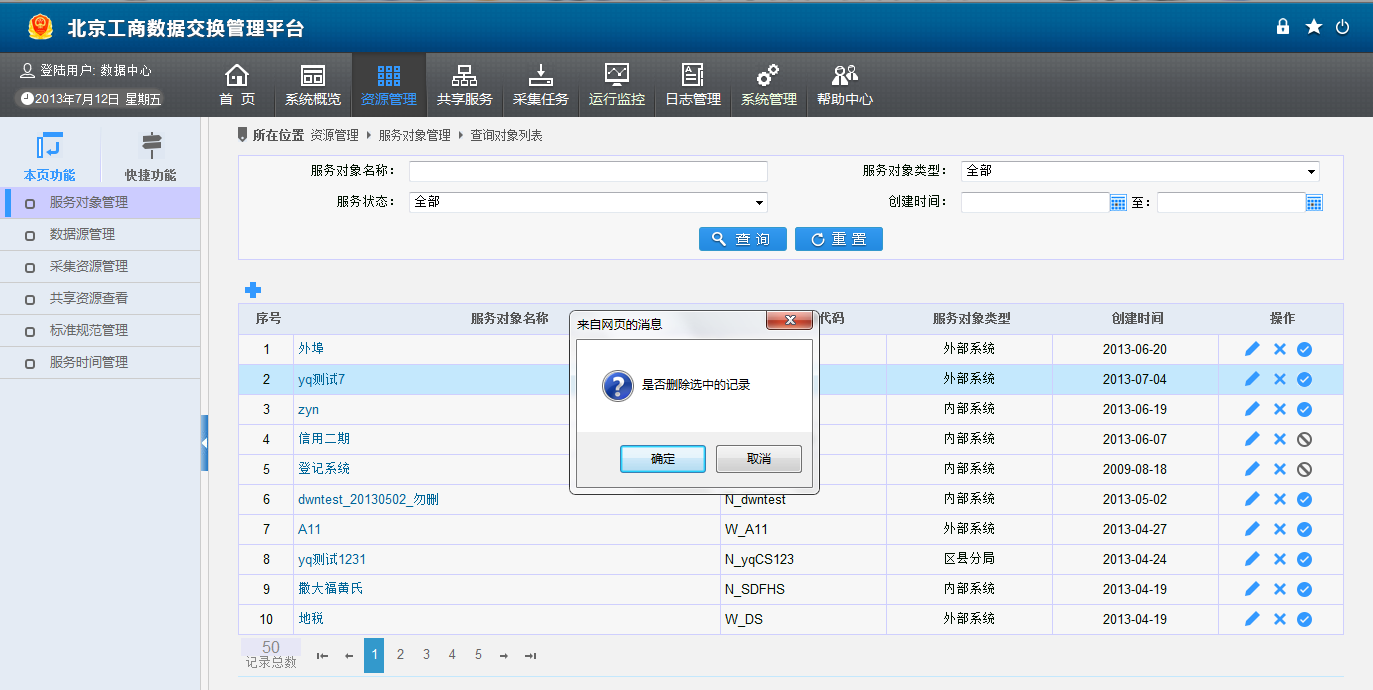 北京工商数据交换管理平台
登陆用户: 数据中心
2013年7月12日 星期五
首 页 系统概览 资源管理 共享服务 采集任务 运行监控 日志管理 系统管理 帮助中心
本页功能 快捷功能
服务对象管理
数据源管理
采集资源管理
共享资源查看
标准规范管理
服务时间管理
所在位置 资源管理 服务对象管理 查询对象列表
服务对象名称： 服务对象类型： 全部
服务状态： 全部 创建时间： 至：
查 询 重 置
序号 服务对象名称 代码 服务对象类型 创建时间 操作
1 外埠 外部系统 2013-06-20
2 yq测试7 外部系统 2013-07-04
3 zyn 内部系统 2013-06-19
4 信用二期 内部系统 2013-06-07
5 登记系统 内部系统 2009-08-18
6 dwntest_20130502_勿删 N_dwntest 内部系统 2013-05-02
7 A11 W_A11 外部系统 2013-04-27
8 yq测试1231 N_yqCS123 区县分局 2013-04-24
9 撒大福黄氏 N_SDFHS 内部系统 2013-04-19
10 地税 W_DS 外部系统 2013-04-19
来自网页的消息
是否删除选中的记录
确定 取消
50
记录总数
1 2 3 4 5